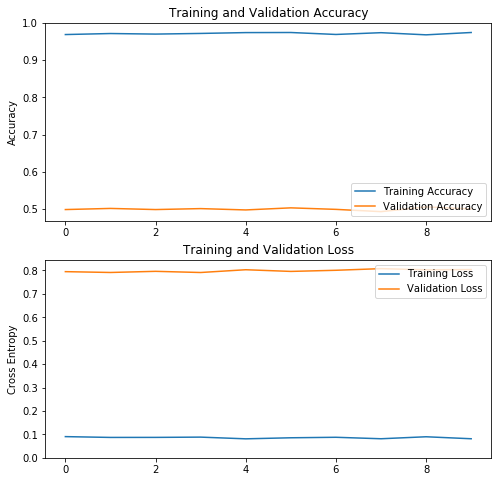 Training and Validation Accuracy
1.0
0.9
0.8
0.7
0.6
0.5
Accuracy
Training Accuracy
Validation Accuracy
0 2 4 6 8
Training and Validation Loss
0.8
0.7
0.6
0.5
0.4
0.3
0.2
0.1
0.0
Cross Entropy
Training Loss
Validation Loss
0 2 4 6 8